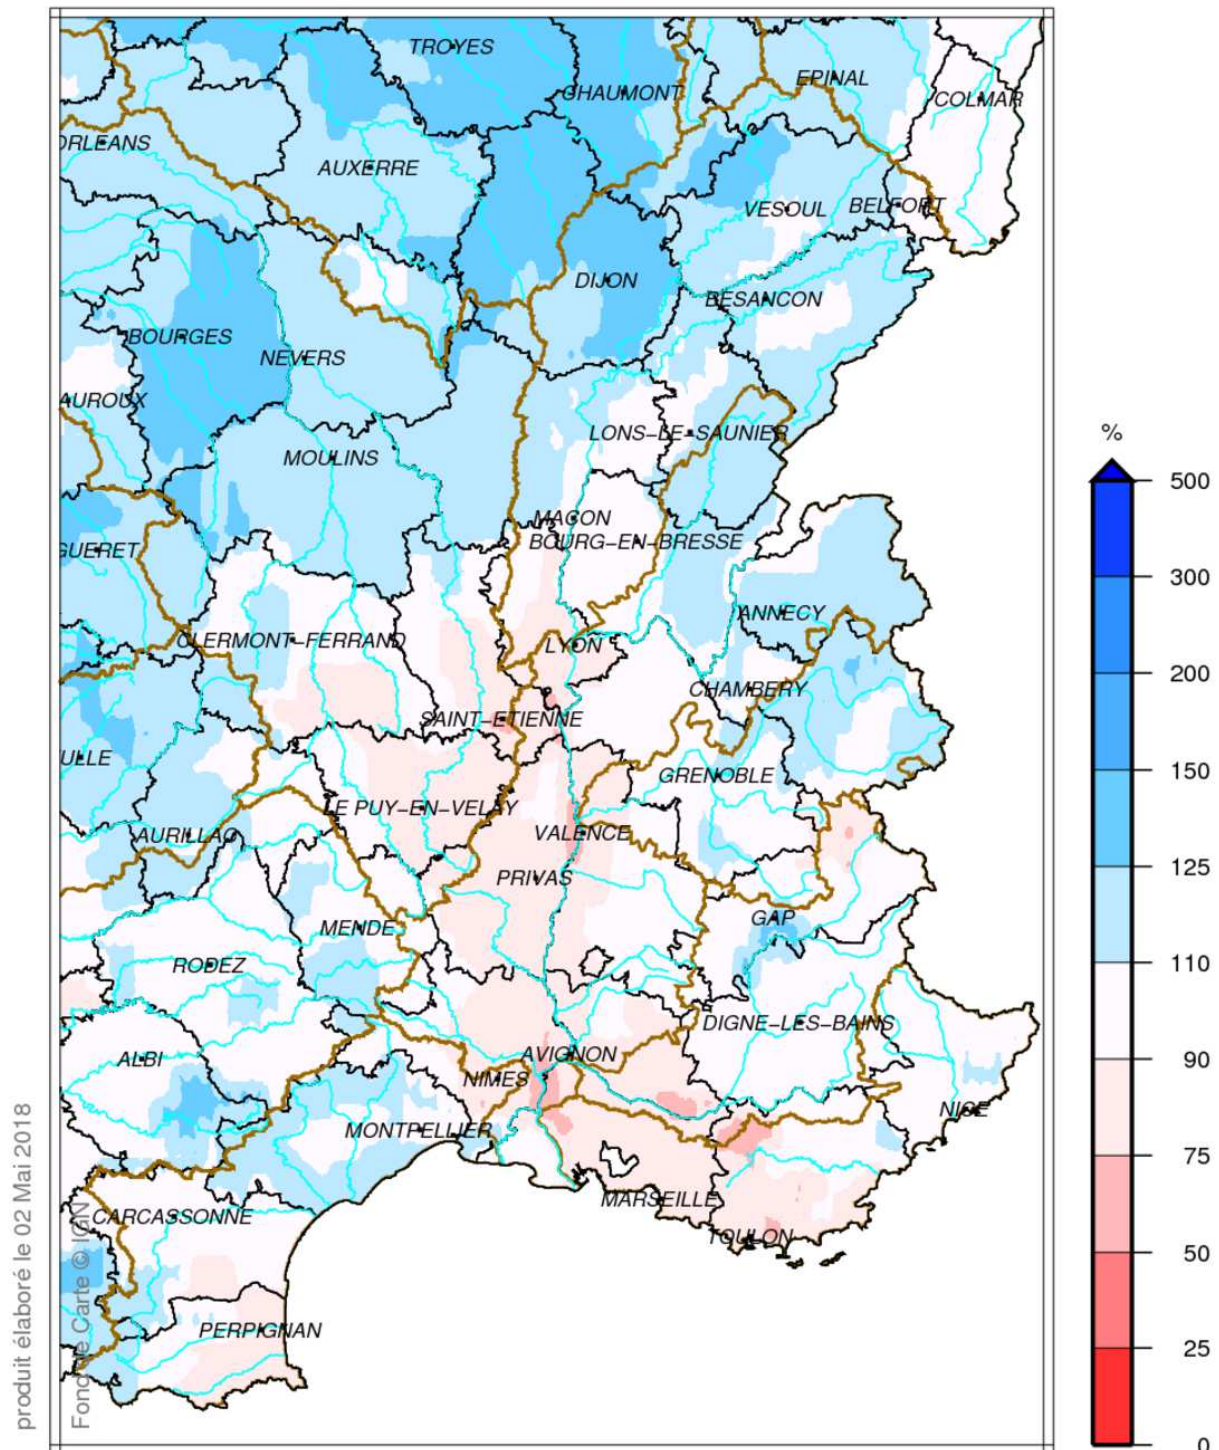 TROYES
EPINAL
CHAUMONT
COLMAR
ORLEANS
AUXERRE
VESOUL
BELFORT
DIJON
BESANCON
BOURGES
NEVERS
AUROUX
LONS-LE-SAUNIER
%
MOULINS
500
MACON
BOURG-EN-BRESSE
GUERET
300
ANNECY
CLERMONT-FERRAND
LYON
200
CHAMBERY
SAINT-ETIENNE
ULLE
GRENOBLE
150
LE PUY-EN-VELAY
AURILLAC
VALENCE
125
PRIVAS
GAP
MENDE
RODEZ
110
DIGNE-LES-BAINS
ALBI
AVIGNON
90
NIMES
NICE
MONTPELLIER
75
MARSEILLE
CARCASSONNE
TOULON
50
PERPIGNAN
25
0
produit élaboré le 02 Mai 2018
Fond de Carte © IGN